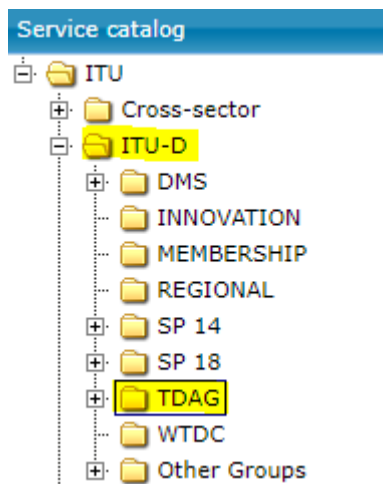 Service catalog
ITU
Cross-sector
ITU-D
DMS
INNOVATION
MEMBERSHIP
REGIONAL
SP 14
SP 18
TDAG
WTDC
Other Groups